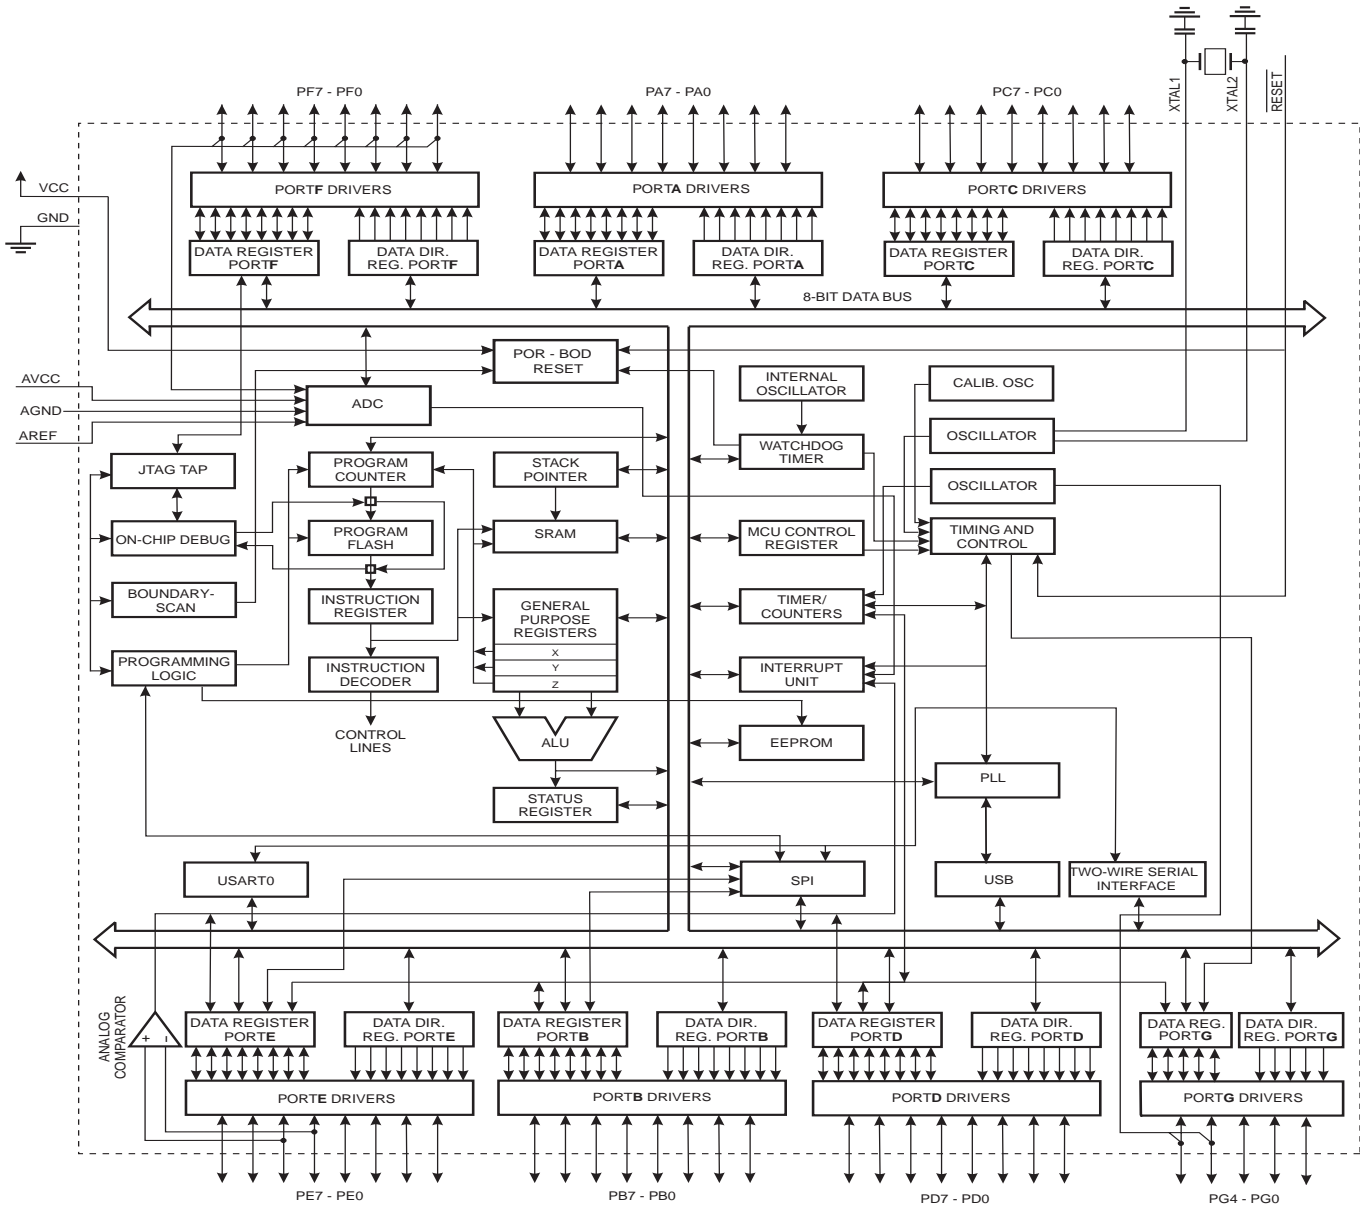 XTAL1
XTAL2
RESET
PF7 - PF0
PA7 - PA0
PC7 - PC0
VCC
GND
PORTF DRIVERS
PORTA DRIVERS
PORTC DRIVERS
DATA REGISTER
PORTF
DATA DIR.
REG. PORTF
DATA REGISTER
PORTA
DATA DIR.
REG. PORTA
DATA REGISTER
PORTC
DATA DIR.
REG. PORTC
8-BIT DATA BUS
POR - BOD
RESET
INTERNAL
OSCILLATOR
CALIB. OSC
AVCC
AGND
AREF
ADC
OSCILLATOR
WATCHDOG
TIMER
JTAG TAP
PROGRAM
COUNTER
STACK
POINTER
OSCILLATOR
ON-CHIP DEBUG
PROGRAM
FLASH
SRAM
MCU CONTROL
REGISTER
TIMING AND
CONTROL
BOUNDARY-
SCAN
INSTRUCTION
REGISTER
GENERAL
PURPOSE
REGISTERS
X
Y
Z
TIMER/
COUNTERS
PROGRAMMING
LOGIC
INSTRUCTION
DECODER
INTERRUPT
UNIT
CONTROL
LINES
ALU
EEPROM
STATUS
REGISTER
PLL
USART0
SPI
USB
TWO-WIRE SERIAL
INTERFACE
ANALOG
COMPARATOR
+
-
DATA REGISTER
PORTE
DATA DIR.
REG. PORTE
DATA REGISTER
PORTB
DATA DIR.
REG. PORTB
DATA REGISTER
PORTD
DATA DIR.
REG. PORTD
DATA REG.
PORTG
DATA DIR.
REG. PORTG
PORTE DRIVERS
PORTB DRIVERS
PORTD DRIVERS
PORTG DRIVERS
PE7 - PE0
PB7 - PB0
PD7 - PD0
PG4 - PG0